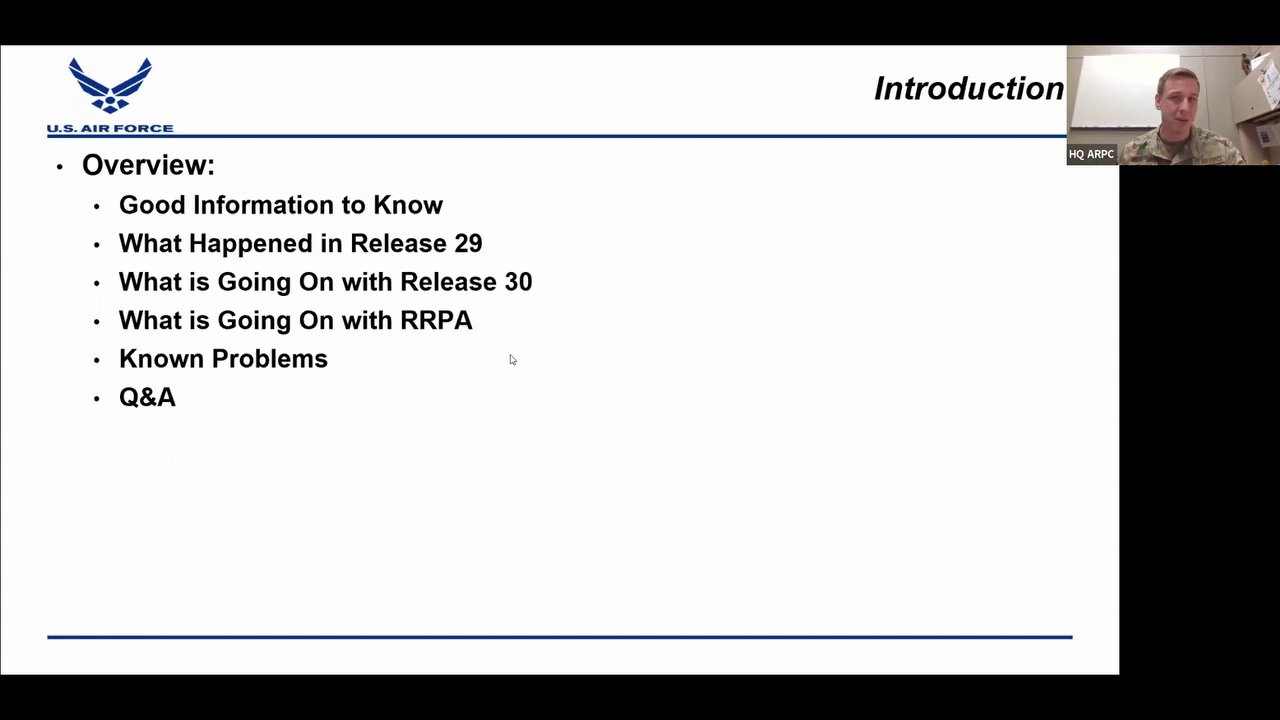 Introduction
U.S. AIR FORCE
HQ ARPC
• Overview:
• Good Information to Know
• What Happened in Release 29
• What is Going On with Release 30
• What is Going On with RRPA
• Known Problems
• Q&A